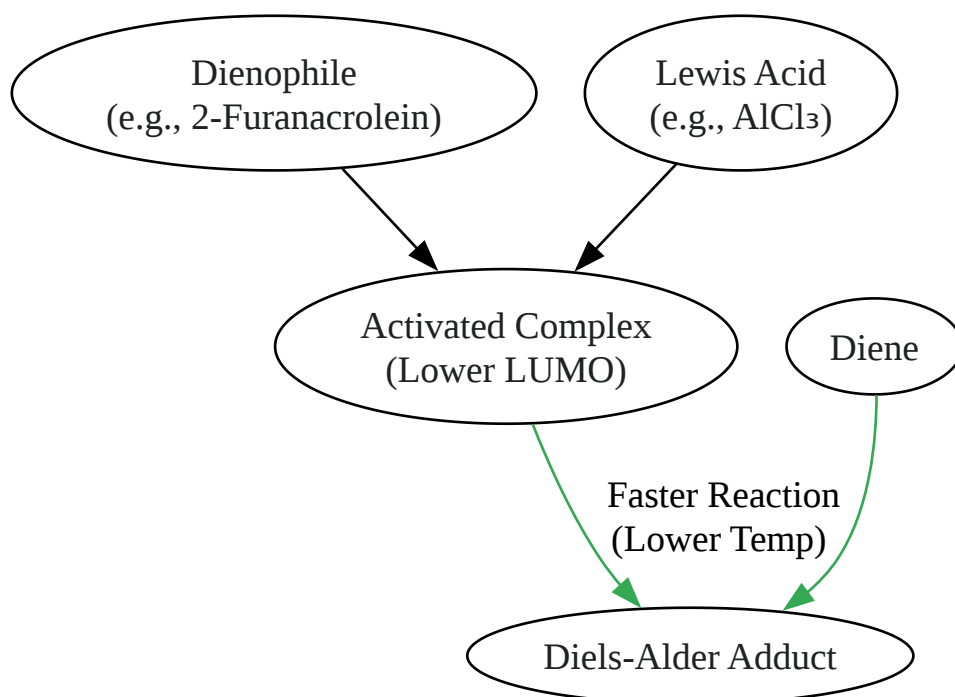 Dienophile
(e.g., 2-Furanacrolein)
Lewis Acid
(e.g., AlCl₃)
Activated Complex
(Lower LUMO)
Diene
Faster Reaction
(Lower Temp)
Diels-Alder Adduct